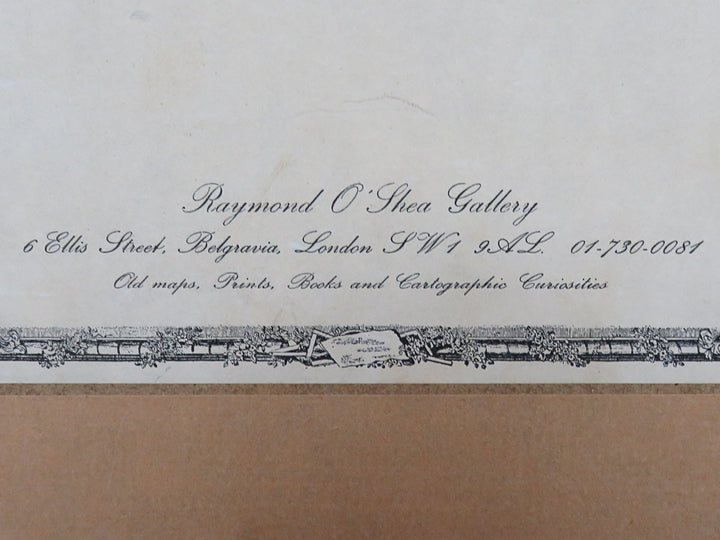 Raymond O'Shea Gallery
6 Ellis Street, Belgravia, London SW1 9AL. 01-730-0081
Old maps, Prints, Books and Cartographic Curiosities